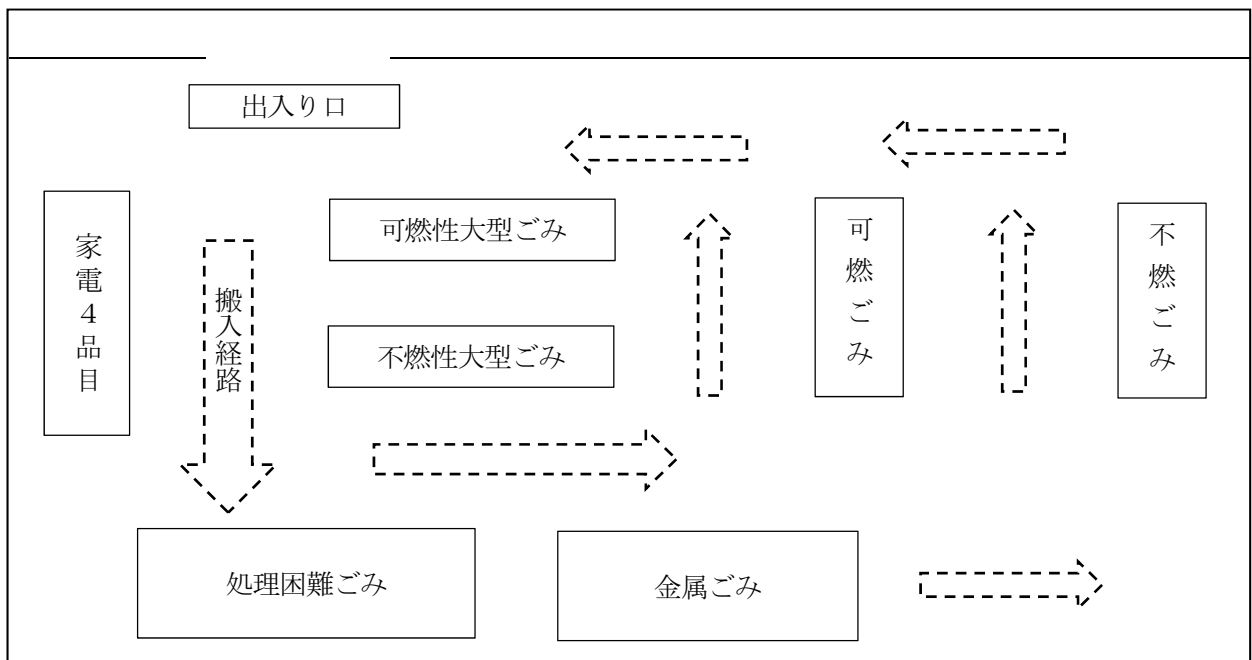 出入り口
家電４品目
搬入経路
可燃性大型ごみ
不燃性大型ごみ
可燃ごみ
不燃ごみ
処理困難ごみ
金属ごみ